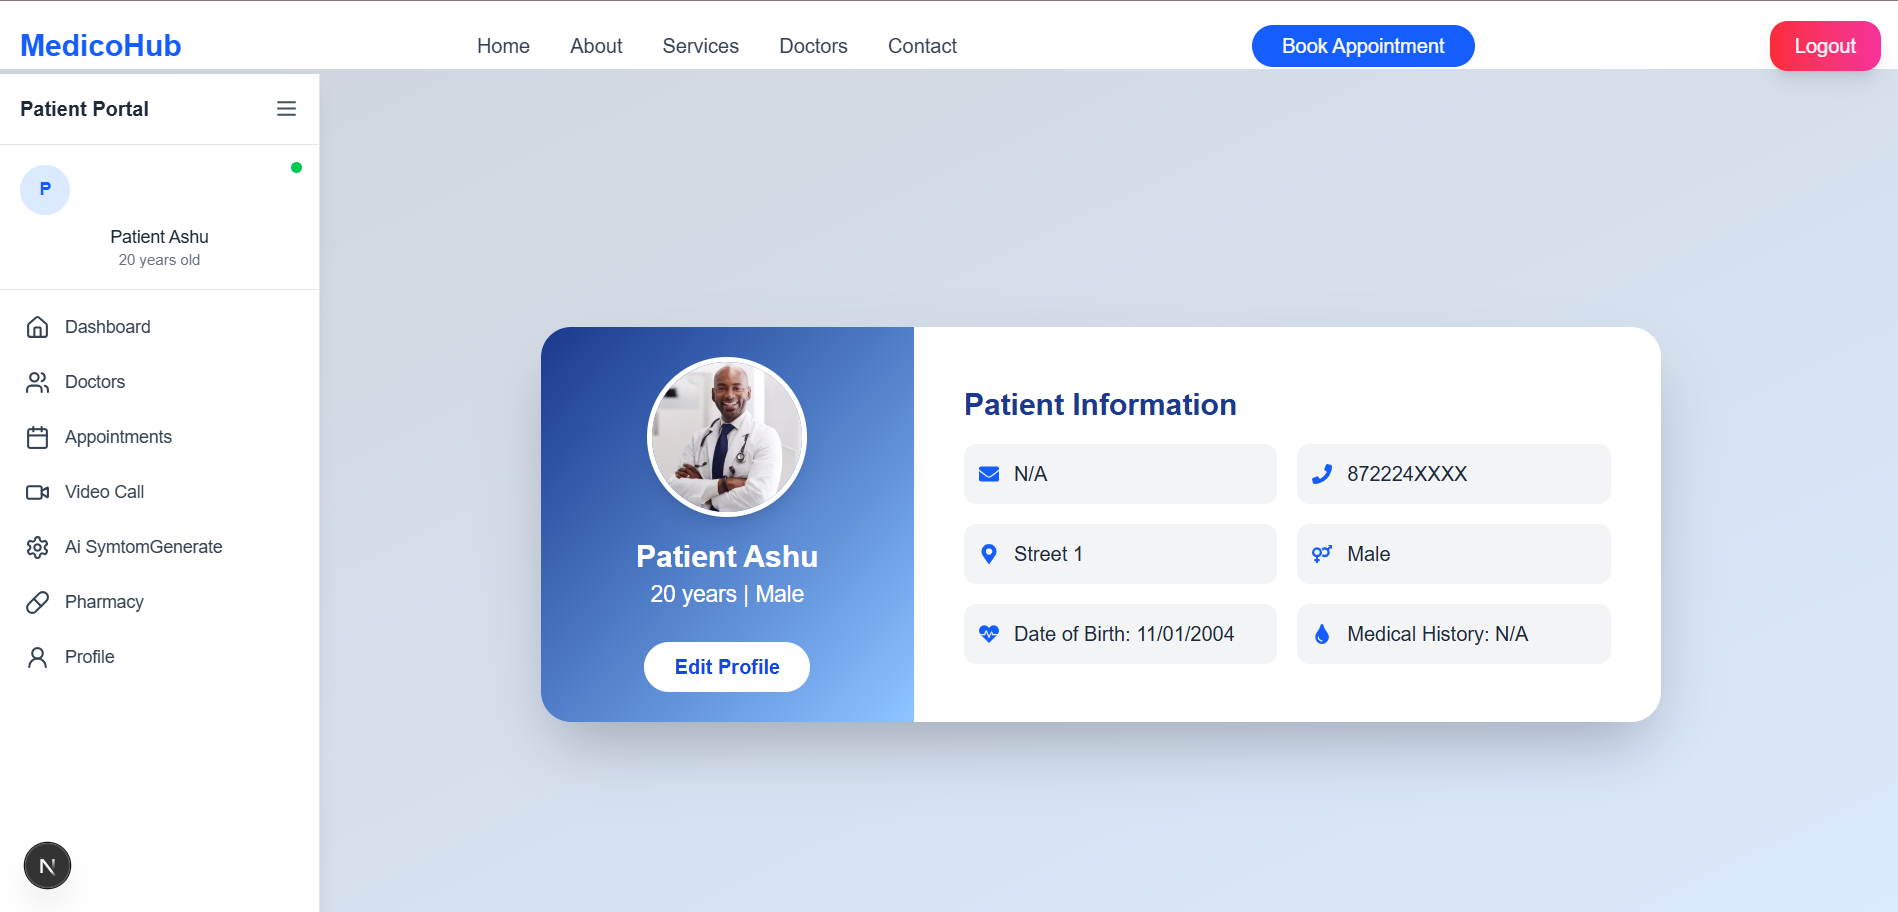 MedicoHub
Home
About
Services
Doctors
Contact
Book Appointment
Logout
Patient Portal
P
Patient Ashu
20 years old
Dashboard
Doctors
Appointments
Video Call
Ai SymtomGenerate
Pharmacy
Profile
N
Patient Ashu
20 years | Male
Edit Profile
Patient Information
N/A
872224XXXX
Street 1
Male
Date of Birth: 11/01/2004
Medical History: N/A